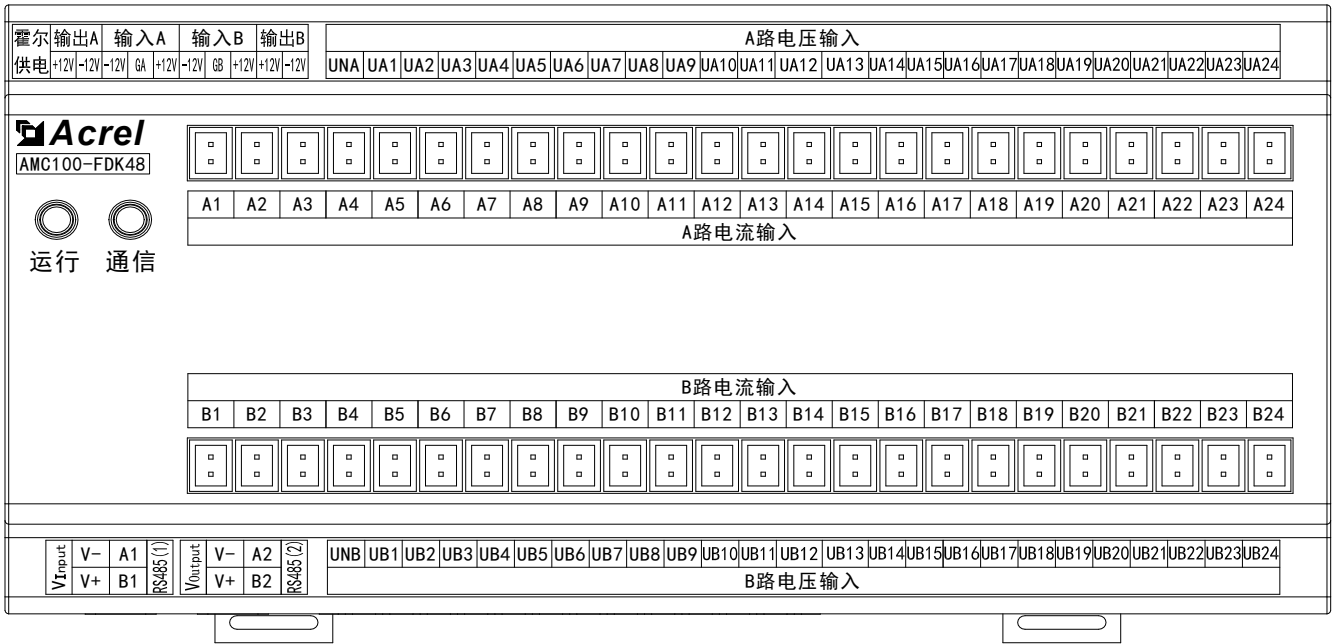 霍尔 输出A 输入A 输入B 输出B
供电 +12V -12V -12V GA +12V -12V GB +12V +12V -12V
A路电压输入
UNA UA1 UA2 UA3 UA4 UA5 UA6 UA7 UA8 UA9 UA10 UA11 UA12 UA13 UA14 UA15 UA16 UA17 UA18 UA19 UA20 UA21 UA22 UA23 UA24
Acrel
AMC100-FDK48
运行 通信
A1 A2 A3 A4 A5 A6 A7 A8 A9 A10 A11 A12 A13 A14 A15 A16 A17 A18 A19 A20 A21 A22 A23 A24
A路电流输入
B路电流输入
B1 B2 B3 B4 B5 B6 B7 B8 B9 B10 B11 B12 B13 B14 B15 B16 B17 B18 B19 B20 B21 B22 B23 B24
VInput V- A1 RS485(1) VOutput V- A2 RS485(2)
V+ B1 V+ B2
UNB UB1 UB2 UB3 UB4 UB5 UB6 UB7 UB8 UB9 UB10 UB11 UB12 UB13 UB14 UB15 UB16 UB17 UB18 UB19 UB20 UB21 UB22 UB23 UB24
B路电压输入